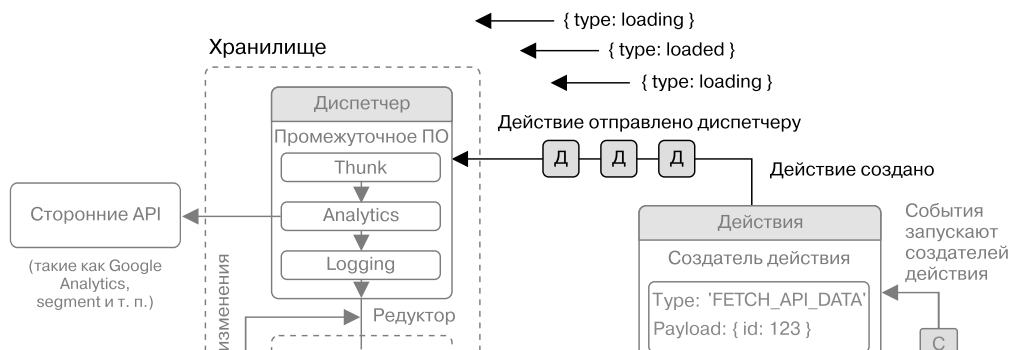 { type: loading }
Хранилище
{ type: loaded }
{ type: loading }
Диспетчер
Действие отправлено диспетчеру
Промежуточное ПО
Д Д Д
Thunk
Действие создано
Сторонние API
Analytics
Действия
События
запускают
создателей
действия
(такие как Google
Analytics,
segment и т. п.)
Logging
Создатель действия
изменения
Type: 'FETCH_API_DATA'
Редуктор
Payload: { id: 123 }
С